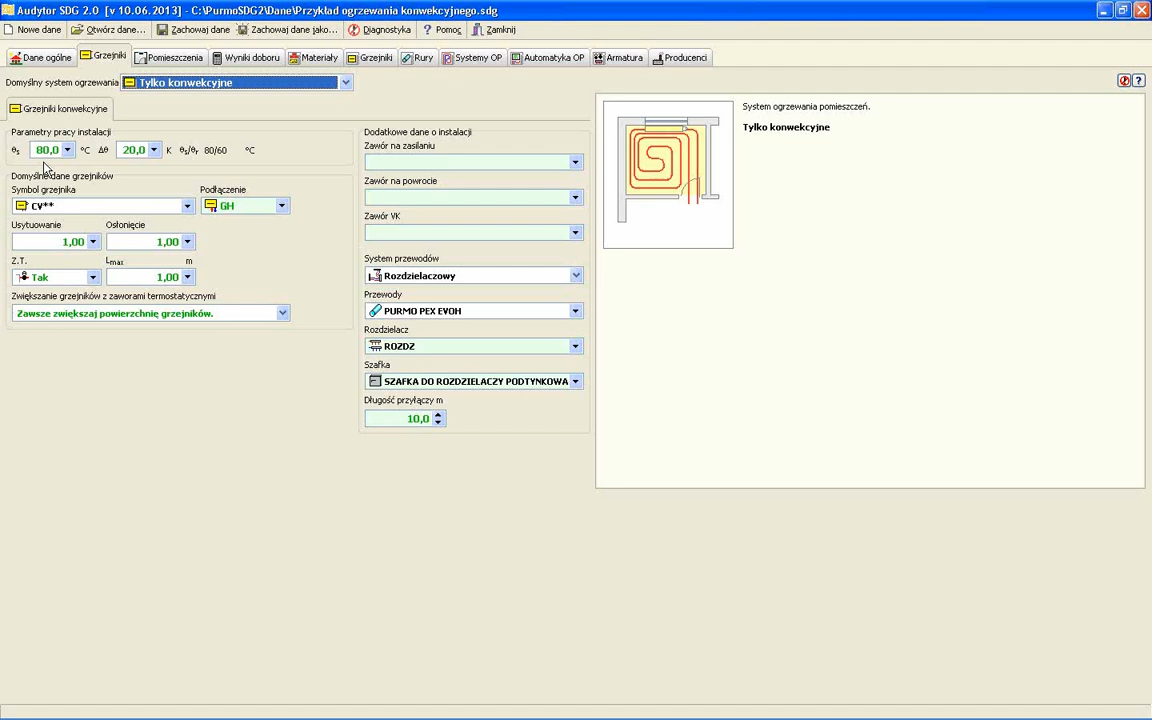 Audytor SDG 2.0 [v 10.06.2013] - C:\PurmoSDG2\Dane\Przykład ogrzewania konwekcyjnego.sdg
Nowe dane Otwórz dane... Zachowaj dane Zachowaj dane jako... Diagnostyka ? Pomoc Zamknij
Dane ogólne Grzejniki Pomieszczenia Wyniki doboru Materiały Grzejniki Rury Systemy OP Automatyka OP Armatura Producenci
Domyślny system ogrzewania Tylko konwekcyjne
?
Grzejniki konwekcyjne
Parametry pracy instalacji
θs 80,0 ºC Δθ 20,0 K θs/θr 80/60 ºC
Domyślne dane grzejników
Symbol grzejnika Podłączenie
CV** GH
Usytuowanie Osłonięcie
1,00 1,00
Z.T. Lmax m
Tak 1,00
Zwiększanie grzejników z zaworami termostatycznymi
Zawsze zwiększaj powierzchnię grzejników.
Dodatkowe dane o instalacji
Zawór na zasilaniu
Zawór na powrocie
Zawór VK
System przewodów
Rozdzielaczowy
Przewody
PURMO PEX EVOH
Rozdzielacz
ROZDZ
Szafka
SZAFKA DO ROZDZIELACZY PODTYNKOWA
Długość przyłączy m
10,0
System ogrzewania pomieszczeń.
Tylko konwekcyjne